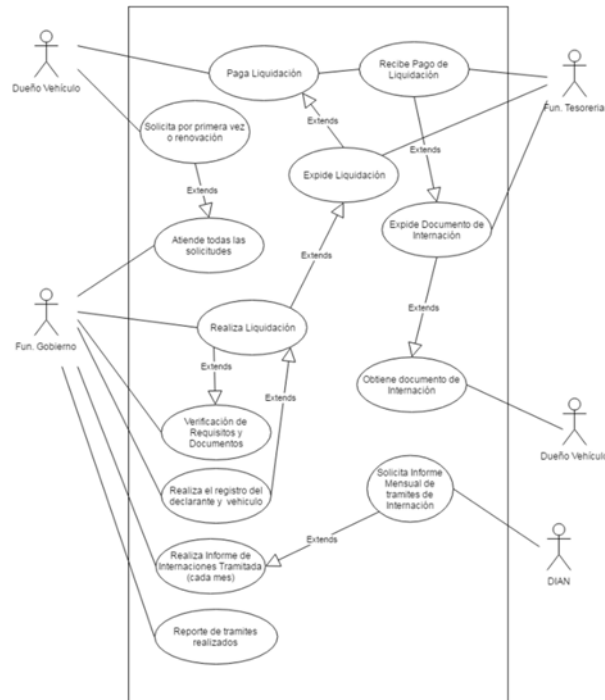 Dueño Vehículo
Paga Liquidación
Recibe Pago de
Liquidación
Fun. Tesoreria
Solicita por primera vez
o renovación
Extends
Extends
Expide Liquidación
Extends
Atiende todas las
solicitudes
Expide Documento de
Internación
Extends
Extends
Fun. Gobierno
Realiza Liquidación
Extends
Extends
Obtiene documento de
Internación
Verificación de
Requisitos y
Documentos
Dueño Vehículo
Realiza el registro del
declarante y vehículo
Solicita Informe
Mensual de
tramites de
Internación
Extends
Realiza Informe de
Internaciones Tramitada
(cada mes)
DIAN
Reporte de tramites
realizados